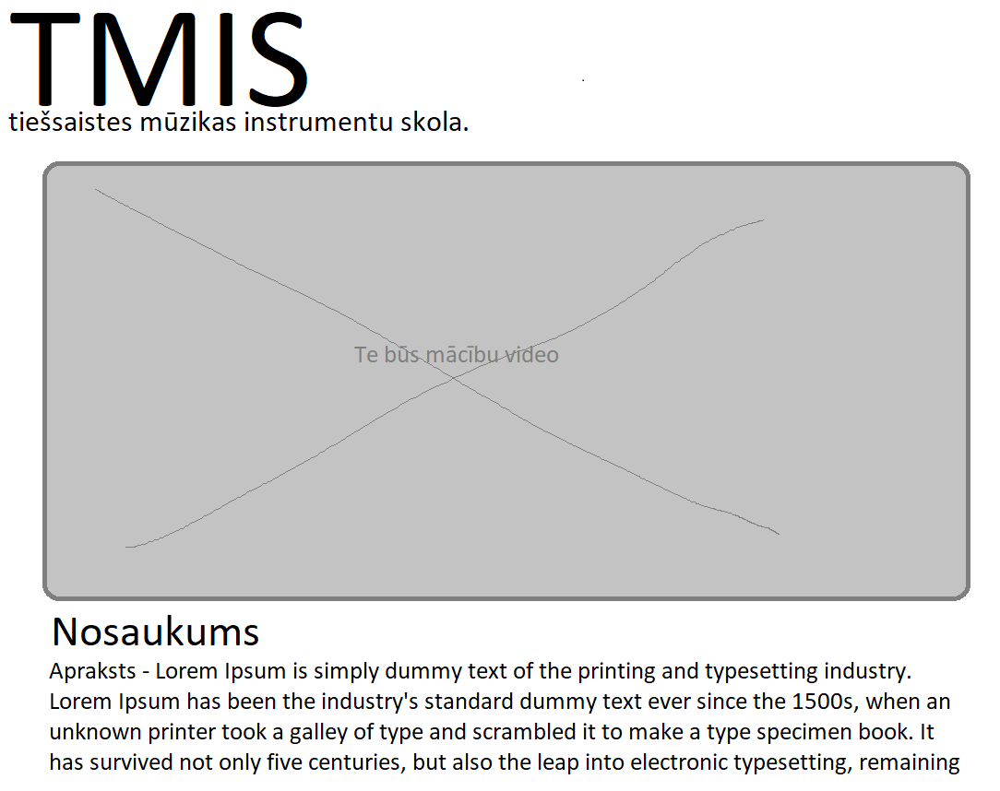 TMIS
tiešsaistes mūzikas instrumentu skola.
Te būs mācību video
Nosaukums
Apraksts - Lorem Ipsum is simply dummy text of the printing and typesetting industry.
Lorem Ipsum has been the industry's standard dummy text ever since the 1500s, when an
unknown printer took a galley of type and scrambled it to make a type specimen book. It
has survived not only five centuries, but also the leap into electronic typesetting, remaining